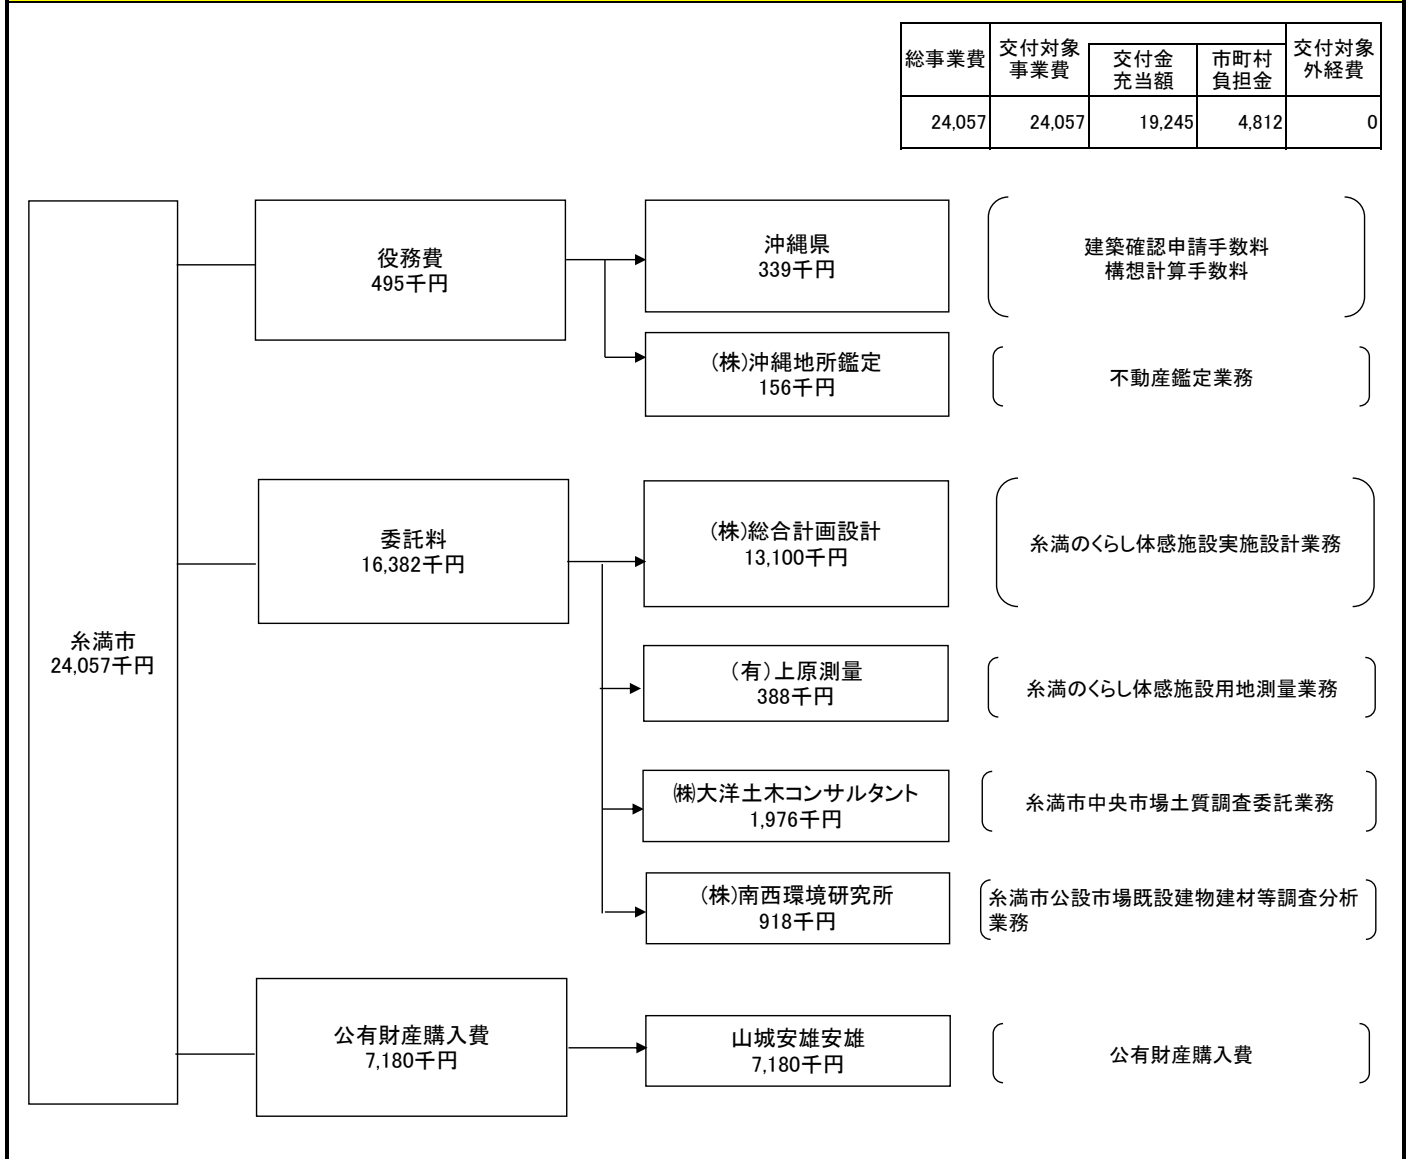 総事業費
交付対象
事業費
交付金
充当額
市町村
負担金
交付対象
外経費
24,057
24,057
19,245
4,812
0
糸満市
24,057千円
役務費
495千円
沖縄県
339千円
建築確認申請手数料
構想計算手数料
(株)沖縄地所鑑定
156千円
不動産鑑定業務
委託料
16,382千円
(株)総合計画設計
13,100千円
糸満のくらし体感施設実施設計業務
(有)上原測量
388千円
糸満のくらし体感施設用地測量業務
㈱大洋土木コンサルタント
1,976千円
糸満市中央市場土質調査委託業務
(株)南西環境研究所
918千円
糸満市公設市場既設建物建材等調査分析
業務
公有財産購入費
7,180千円
山城安雄安雄
7,180千円
公有財産購入費